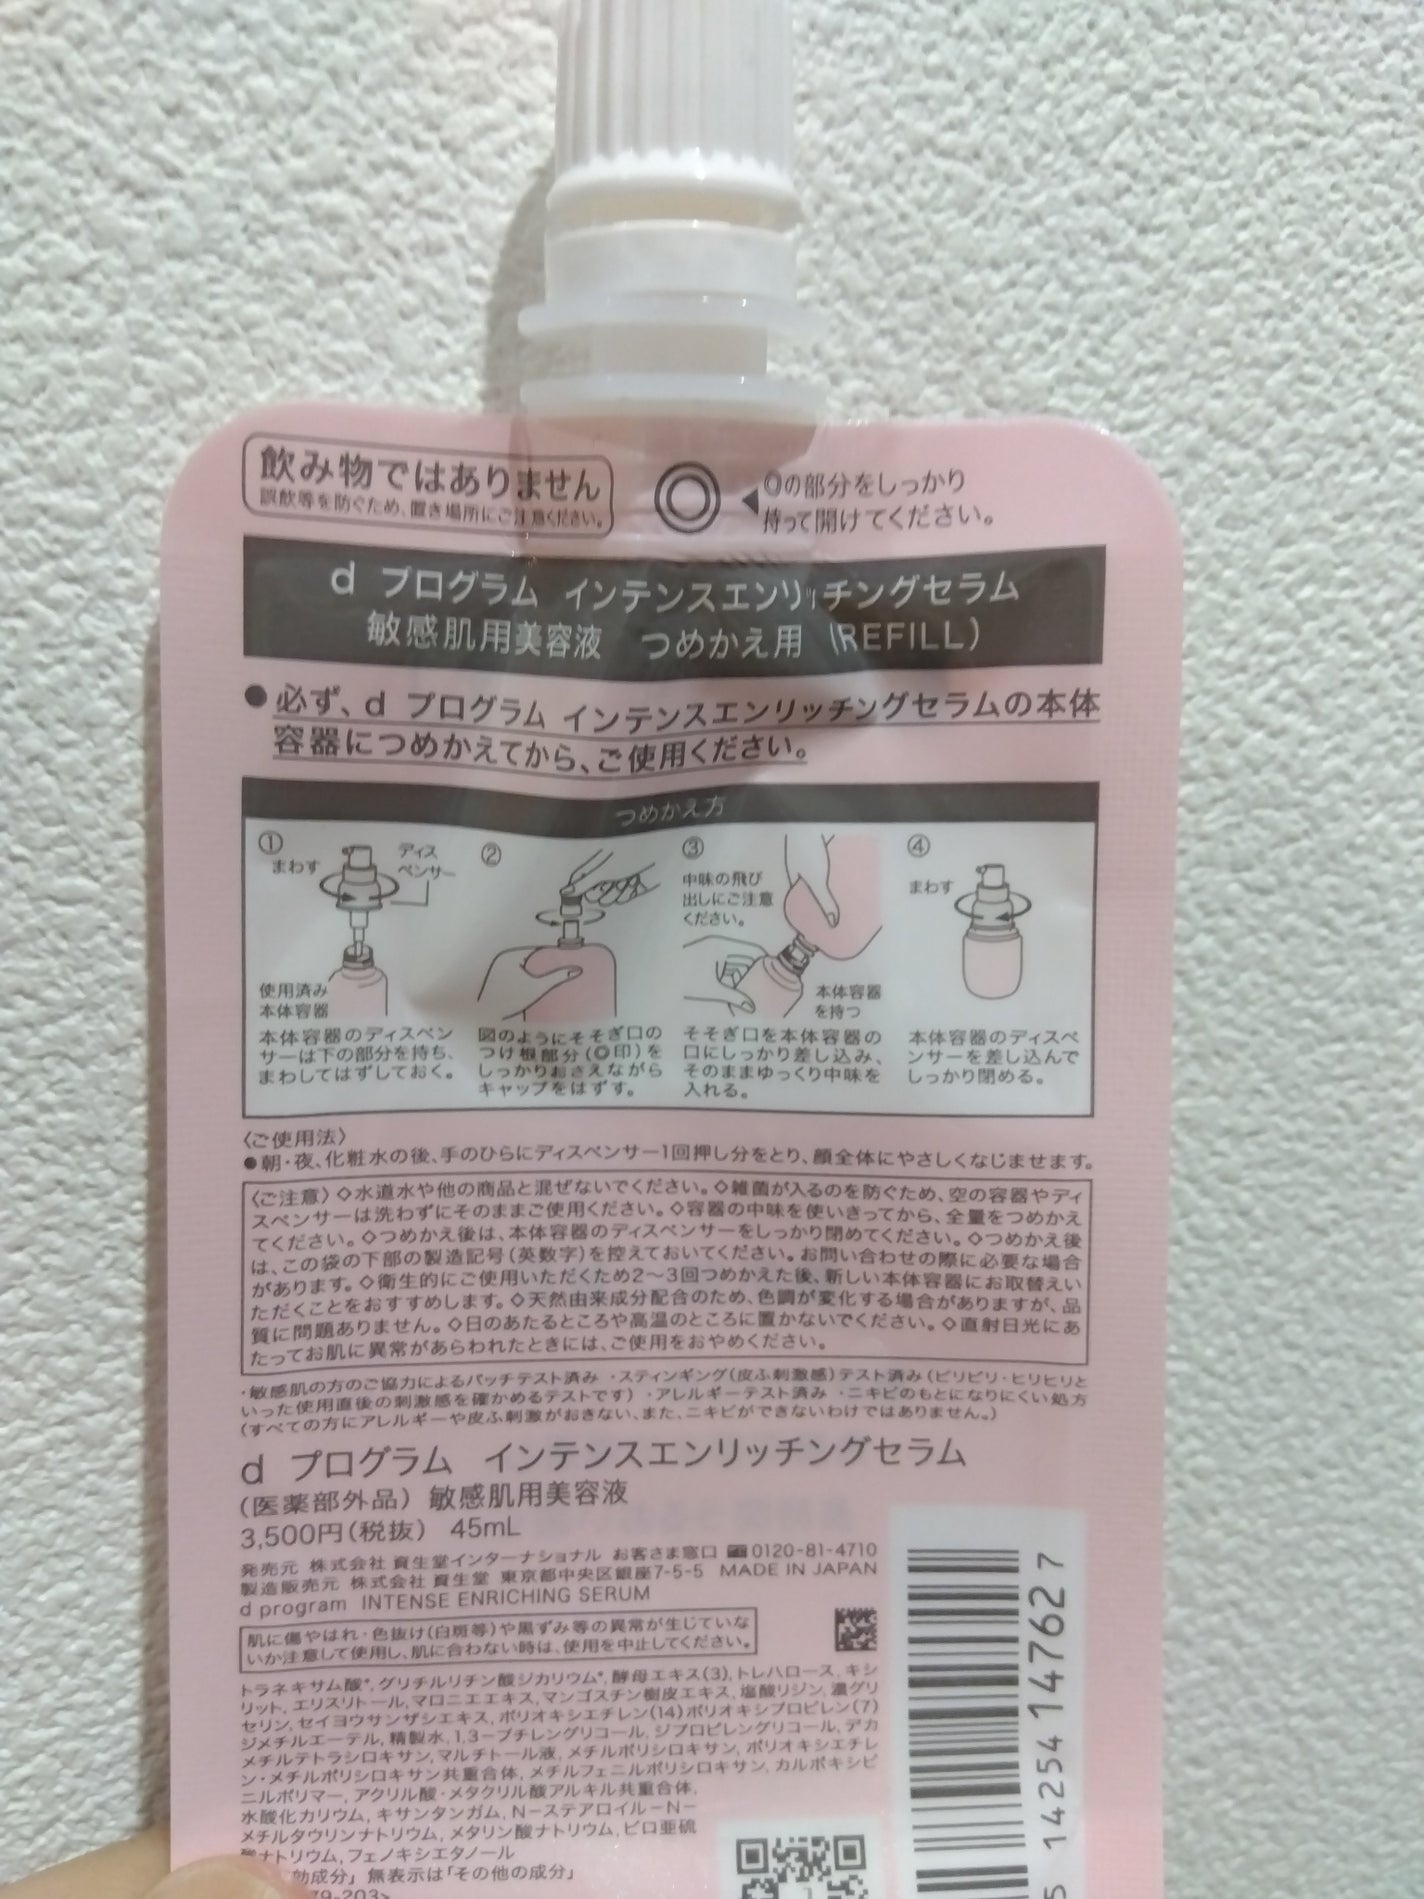 飲み物ではありません
誤飲等を防ぐため、置き場所にご注意ください。
◎の部分をしっかり
持って開けてください。
d プログラム インテンスエンリッチングセラム
敏感肌用美容液 つめかえ用 (REFILL)
●必ず、d プログラム インテンスエンリッチングセラムの本体
容器につめかえてから、ご使用ください。
つめかえ方
①
まわす
ディス
ペンサー
使用済み
本体容器
本体容器のディスペン
サーは下の部分を持ち、
まわしてはずしておく。
②
図のようにそそぎ口の
つけ根部分(◎印)を
しっかりおさえながら
キャップをはずす。
③
中味の飛び
出しにご注意
ください。
本体容器
を持つ
そそぎ口を本体容器の
口にしっかり差し込み、
そのままゆっくり中味を
入れる。
④
まわす
本体容器のディスペ
ンサーを差し込んで
しっかり閉める。
〈ご使用法〉
●朝・夜、化粧水の後、手のひらにディスペンサー1回押し分をとり、顔全体にやさしくなじませます。
〈ご注意〉◇水道水や他の商品と混ぜないでください。◇雑菌が入るのを防ぐため、空の容器やディ
スペンサーは洗わずにそのままご使用ください。◇容器の中味を使いきってから、全量をつめかえ
てください。◇つめかえ後は、本体容器のディスペンサーをしっかり閉めてください。◇つめかえ後
は、この袋の下部の製造記号(英数字)を控えておいてください。お問い合わせの際に必要な場合
があります。◇衛生的にご使用いただくため2〜3回つめかえた後、新しい本体容器にお取替えい
ただくことをおすすめします。◇天然由来成分配合のため、色調が変化する場合がありますが、品
質に問題ありません。◇日のあたるところや高温のところに置かないでください。◇直射日光にあ
たってお肌に異常があらわれたときには、ご使用をおやめください。
・敏感肌の方のご協力によるパッチテスト済み ・スティンギング(皮ふ刺激感)テスト済み(ピリピリ・ヒリヒリと
いった使用直後の刺激感を確かめるテストです) ・アレルギーテスト済み ・ニキビのもとになりにくい処方
(すべての方にアレルギーや皮ふ刺激がおきない、また、ニキビができないわけではありません。)
d プログラム インテンスエンリッチングセラム
(医薬部外品) 敏感肌用美容液
3,500円(税抜) 45mL
発売元 株式会社 資生堂インターナショナル お客さま窓口 0120-81-4710
製造販売元 株式会社 資生堂 東京都中央区銀座7-5-5 MADE IN JAPAN
d program INTENSE ENRICHING SERUM
肌に傷やはれ・色抜け(白斑等)や黒ずみ等の異常が生じていな
いか注意して使用し、肌に合わない時は、使用を中止してください。
トラネキサム酸*,グリチルリチン酸ジカリウム*,酵母エキス(3),トレハロース,キシ
リット,エリスリトール,マロニエエキス,マンゴスチン樹皮エキス,塩酸リジン,濃グリ
セリン,セイヨウサンザシエキス,ポリオキシエチレン(14)ポリオキシプロピレン(7)
ジメチルエーテル,精製水,1,3-ブチレングリコール,ジプロピレングリコール,デカ
メチルテトラシロキサン,マルチトール液,メチルポリシロキサン,ポリオキシエチレ
ン・メチルポリシロキサン共重合体,メチルフェニルポリシロキサン,カルボキシビ
ニルポリマー,アクリル酸・メタクリル酸アルキル共重合体,
水酸化カリウム,キサンタンガム,N-ステアロイル-N-
メチルタウリンナトリウム,メタリン酸ナトリウム,ピロ亜硫
酸ナトリウム,フェノキシエタノール
効成分」 無表示は「その他の成分」
79-203>
14254 147627